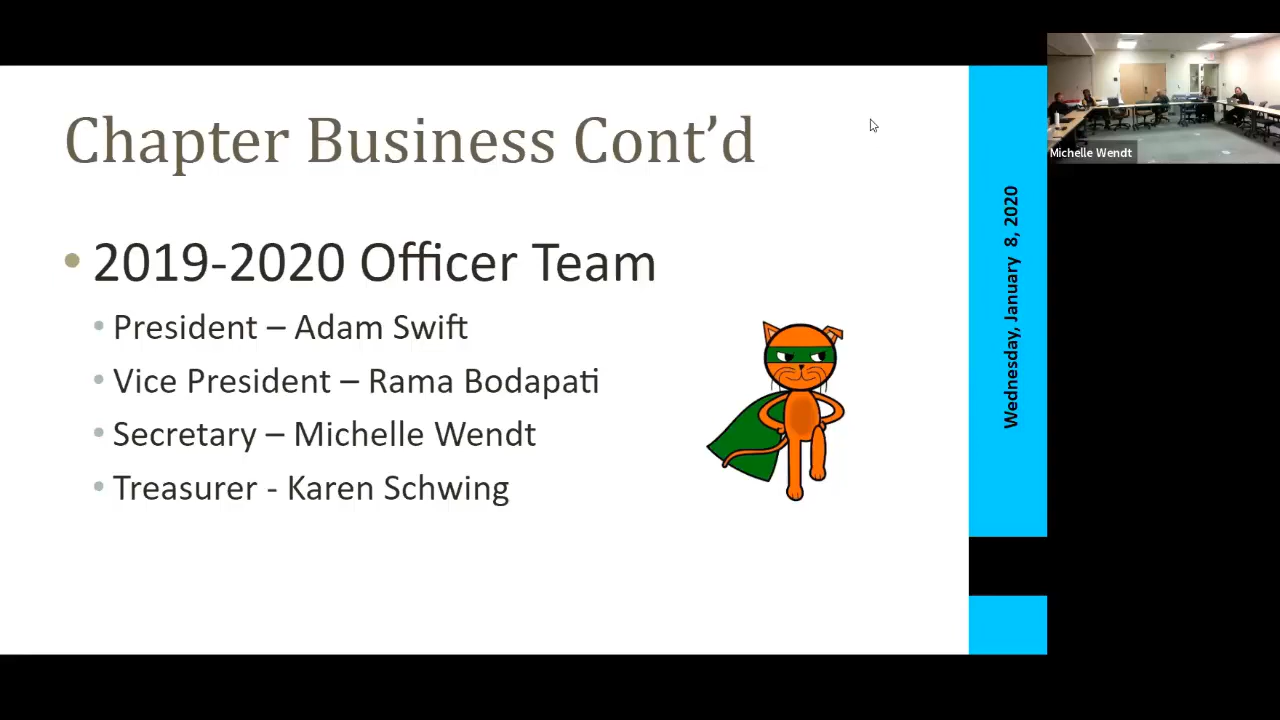 Chapter Business Cont’d
• 2019-2020 Officer Team
• President – Adam Swift
• Vice President – Rama Bodapati
• Secretary – Michelle Wendt
• Treasurer - Karen Schwing
Wednesday, January 8, 2020
Michelle Wendt